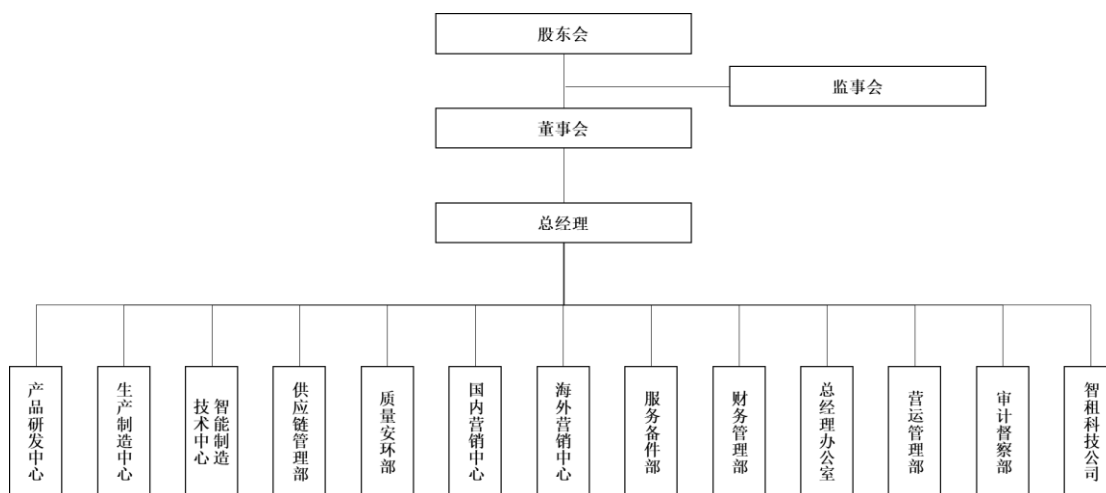 股东会
监事会
董事会
总经理
产品研发中心
生产制造中心
智能制造
技术中心
供应链管理部
质量安环部
国内营销中心
海外营销中心
服务备件部
财务管理部
总经理办公室
营运管理部
审计督察部
智租科技公司